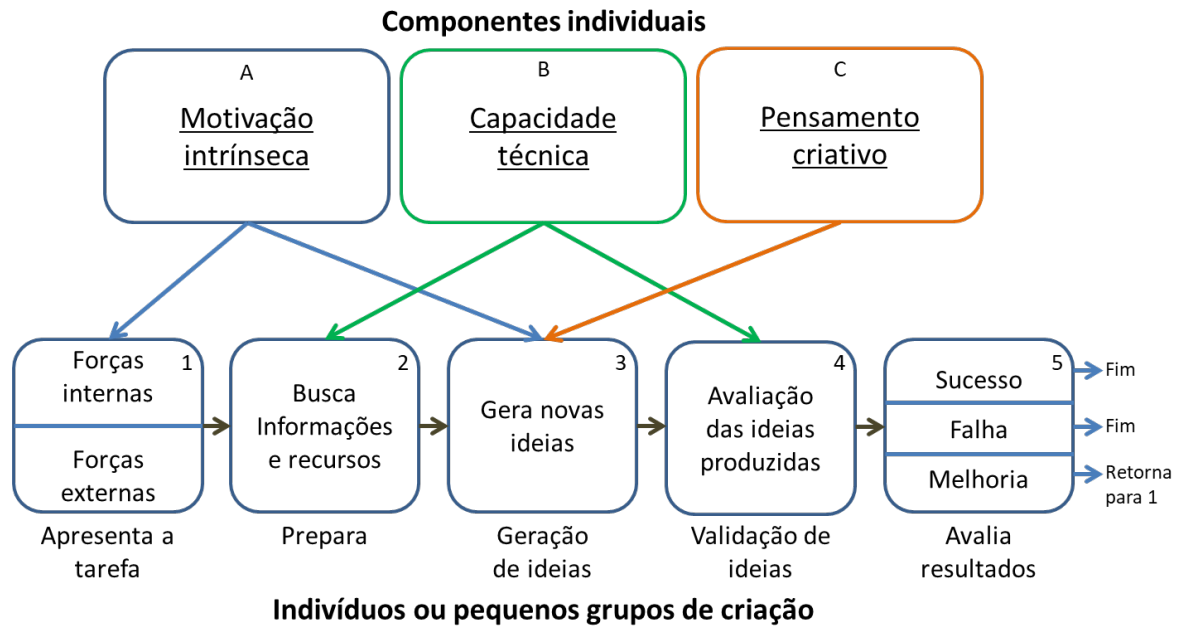 Componentes individuais
A
Motivação
intrínseca
B
Capacidade
técnica
C
Pensamento
criativo
Forças
internas
1
Forças
externas
Apresenta a
tarefa
2
Busca
Informações
e recursos
Prepara
3
Gera novas
ideias
Geração
de ideias
4
Avaliação
das ideias
produzidas
Validação de
ideias
5
Sucesso
Falha
Melhoria
Fim
Fim
Retorna
para 1
Avalia
resultados
Indivíduos ou pequenos grupos de criação